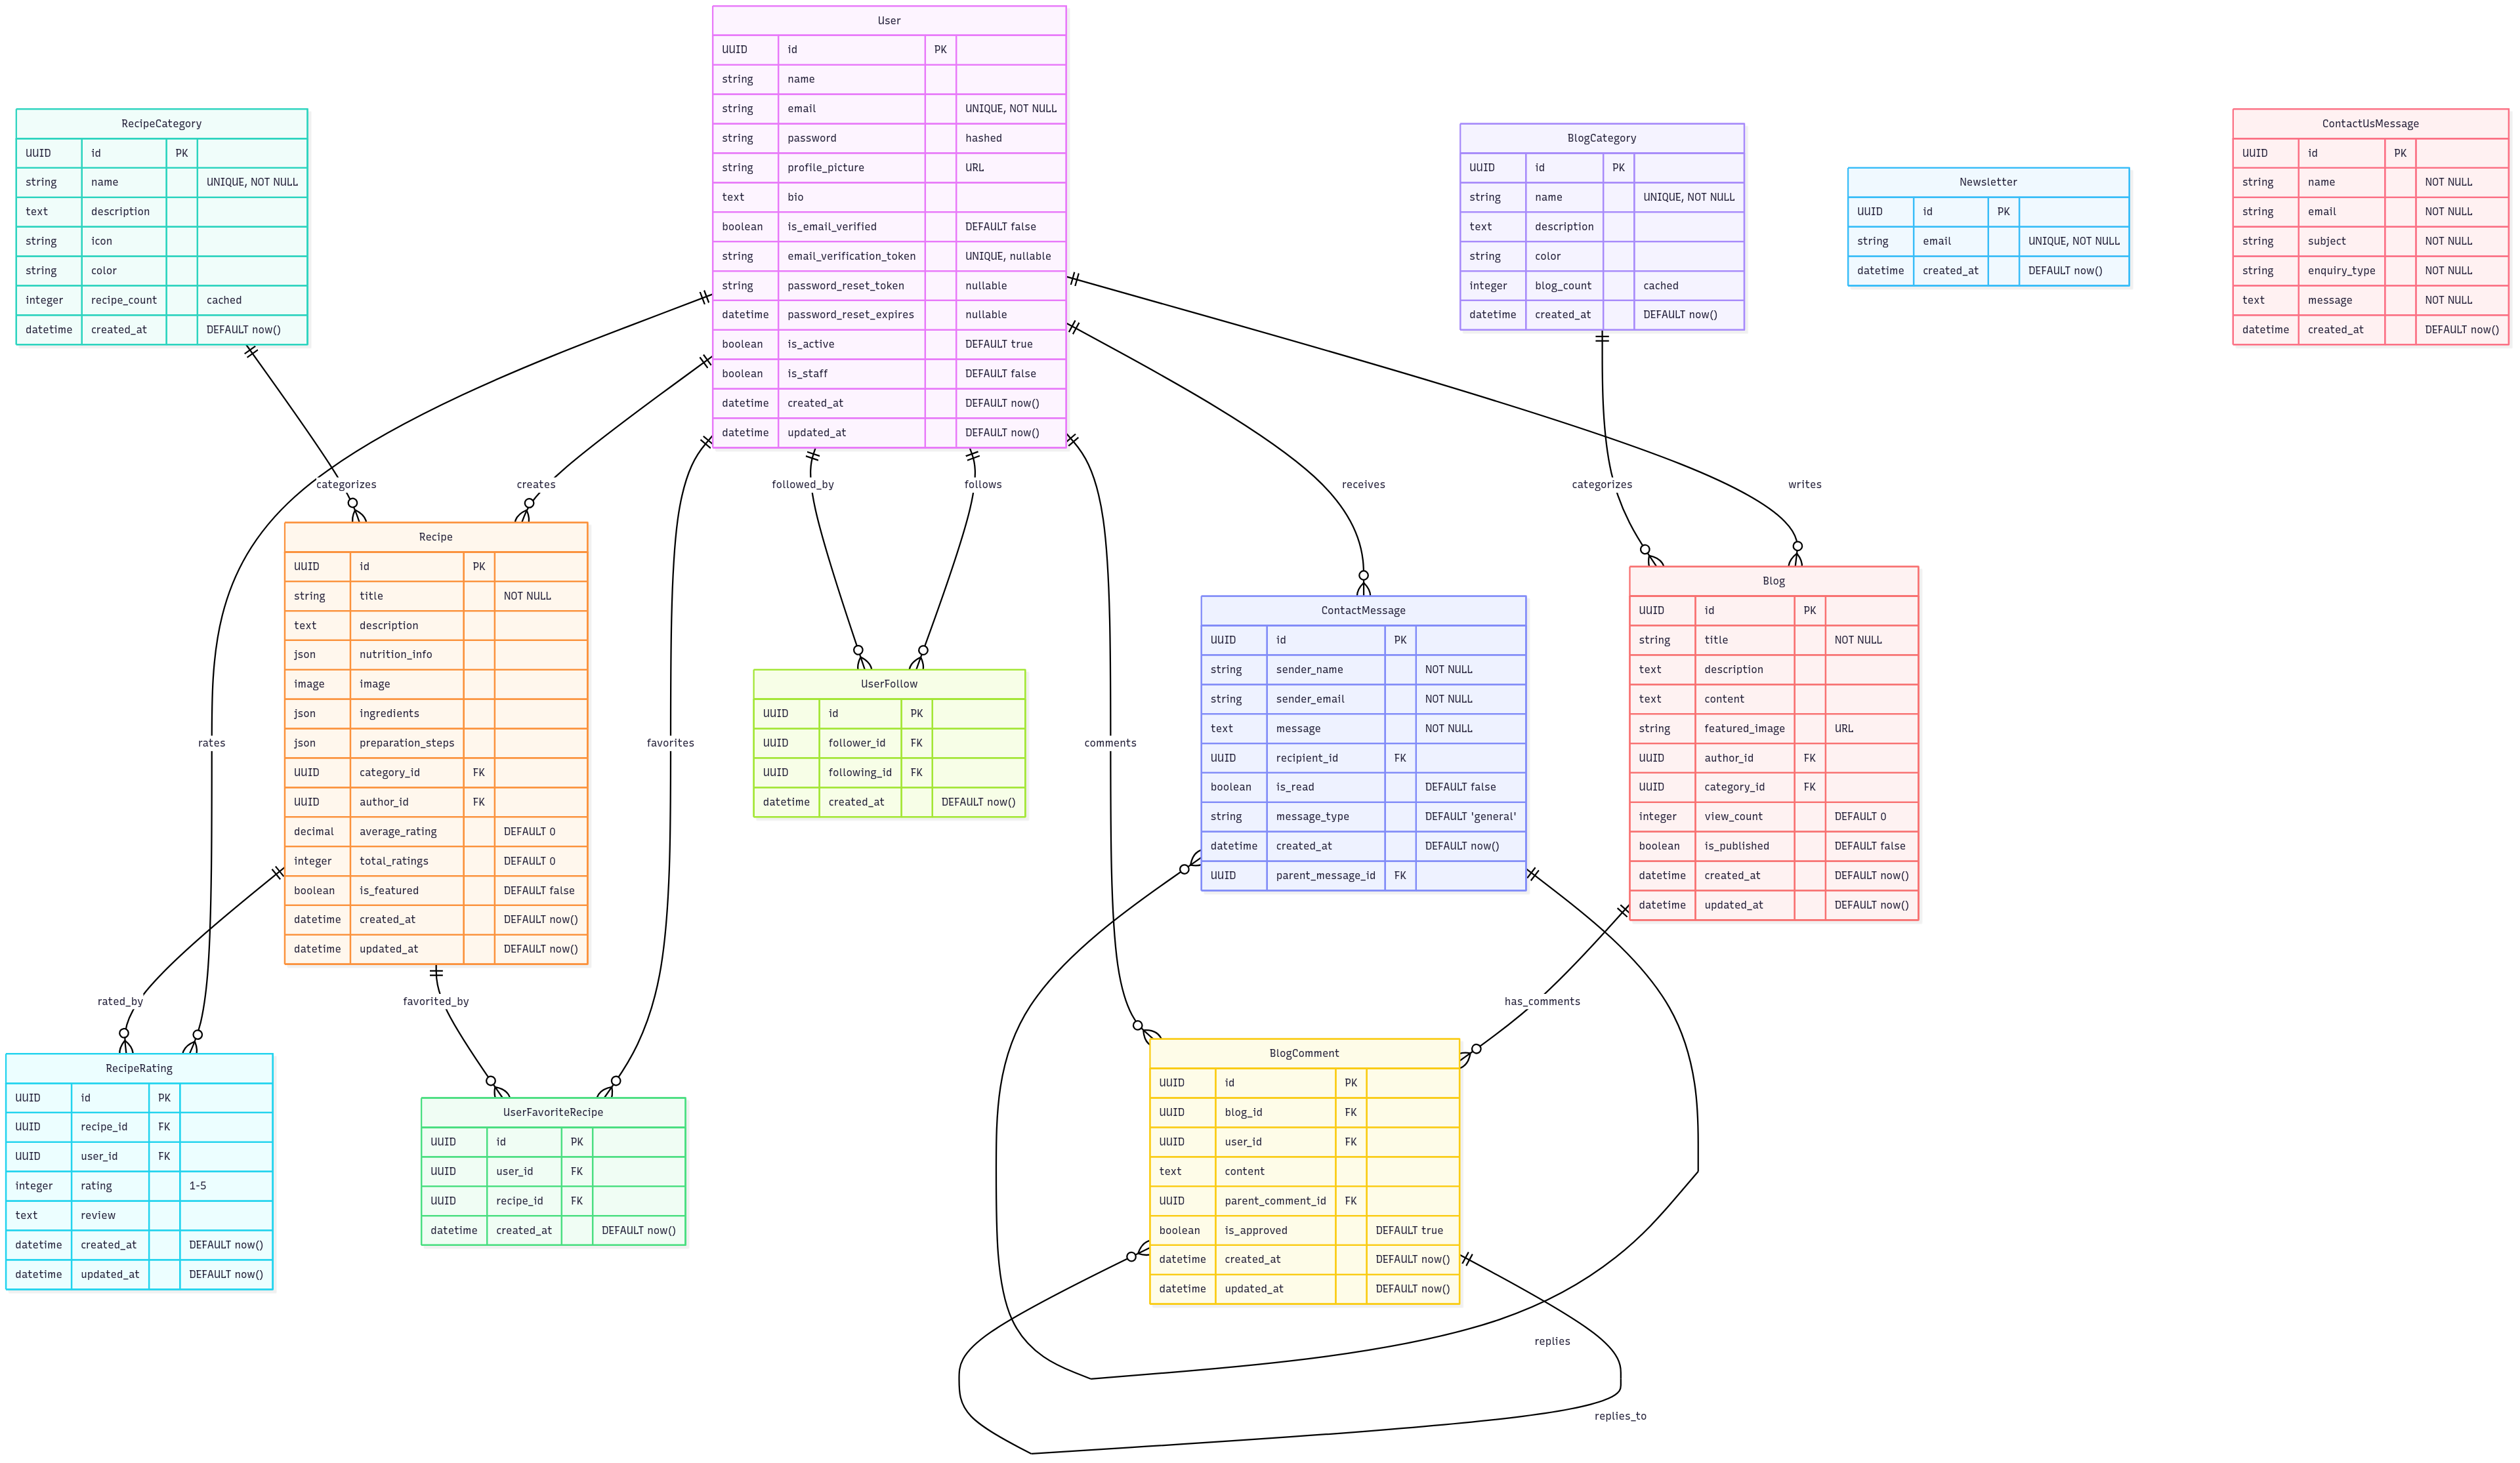 User
UUID id PK
string name
string email UNIQUE, NOT NULL
string password hashed
string profile_picture URL
text bio
boolean is_email_verified DEFAULT false
string email_verification_token UNIQUE, nullable
string password_reset_token nullable
datetime password_reset_expires nullable
boolean is_active DEFAULT true
boolean is_staff DEFAULT false
datetime created_at DEFAULT now()
datetime updated_at DEFAULT now()
RecipeCategory
UUID id PK
string name UNIQUE, NOT NULL
text description
string icon
string color
integer recipe_count cached
datetime created_at DEFAULT now()
BlogCategory
UUID id PK
string name UNIQUE, NOT NULL
text description
string color
integer blog_count cached
datetime created_at DEFAULT now()
Newsletter
UUID id PK
string email UNIQUE, NOT NULL
datetime created_at DEFAULT now()
ContactUsMessage
UUID id PK
string name NOT NULL
string email NOT NULL
string subject NOT NULL
string enquiry_type NOT NULL
text message NOT NULL
datetime created_at DEFAULT now()
categorizes
creates
followed_by
follows
receives
categorizes
writes
Recipe
UUID id PK
string title NOT NULL
text description
json nutrition_info
image image
json ingredients
json preparation_steps
UUID category_id FK
UUID author_id FK
decimal average_rating DEFAULT 0
integer total_ratings DEFAULT 0
boolean is_featured DEFAULT false
datetime created_at DEFAULT now()
datetime updated_at DEFAULT now()
UserFollow
UUID id PK
UUID follower_id FK
UUID following_id FK
datetime created_at DEFAULT now()
ContactMessage
UUID id PK
string sender_name NOT NULL
string sender_email NOT NULL
text message NOT NULL
UUID recipient_id FK
boolean is_read DEFAULT false
string message_type DEFAULT 'general'
datetime created_at DEFAULT now()
UUID parent_message_id FK
Blog
UUID id PK
string title NOT NULL
text description
text content
string featured_image URL
UUID author_id FK
UUID category_id FK
integer view_count DEFAULT 0
boolean is_published DEFAULT false
datetime created_at DEFAULT now()
datetime updated_at DEFAULT now()
rates
favorites
comments
rated_by
favorited_by
has_comments
RecipeRating
UUID id PK
UUID recipe_id FK
UUID user_id FK
integer rating 1-5
text review
datetime created_at DEFAULT now()
datetime updated_at DEFAULT now()
UserFavoriteRecipe
UUID id PK
UUID user_id FK
UUID recipe_id FK
datetime created_at DEFAULT now()
BlogComment
UUID id PK
UUID blog_id FK
UUID user_id FK
text content
UUID parent_comment_id FK
boolean is_approved DEFAULT true
datetime created_at DEFAULT now()
datetime updated_at DEFAULT now()
replies
replies_to